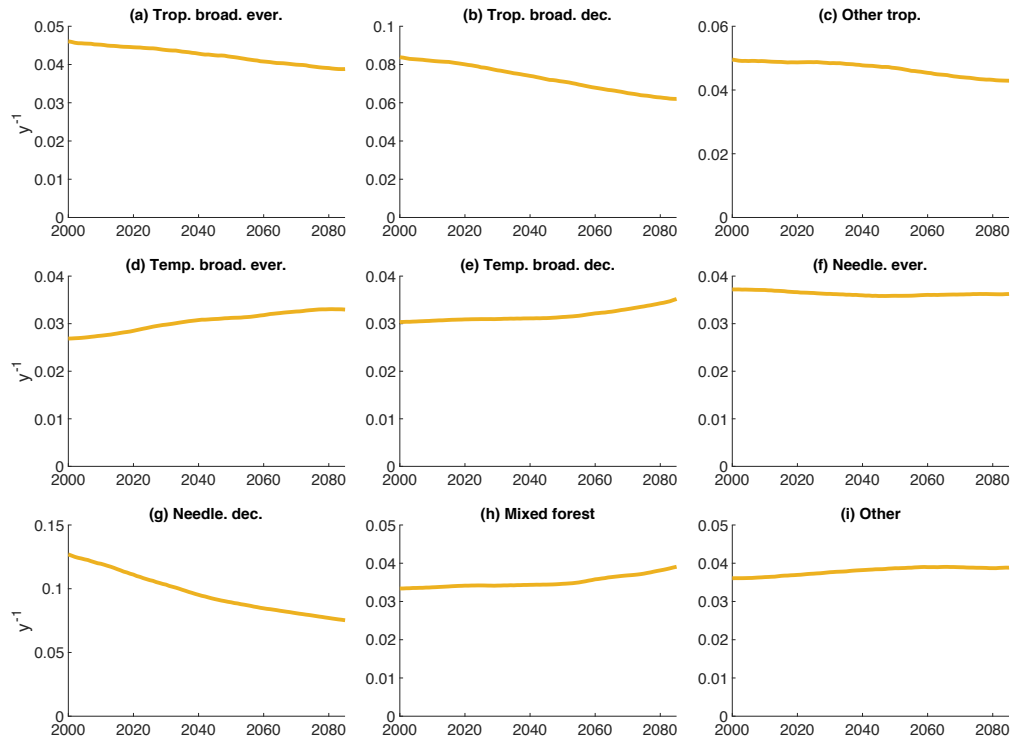 (a) Trop. broad. ever.
0.05
0.04
0.03
0.02
0.01
0
y-1
2000 2020 2040 2060 2080
(b) Trop. broad. dec.
0.1
0.08
0.06
0.04
0.02
0
2000 2020 2040 2060 2080
(c) Other trop.
0.06
0.04
0.02
0
2000 2020 2040 2060 2080
(d) Temp. broad. ever.
0.04
0.03
0.02
0.01
0
y-1
2000 2020 2040 2060 2080
(e) Temp. broad. dec.
0.04
0.03
0.02
0.01
0
2000 2020 2040 2060 2080
(f) Needle. ever.
0.04
0.03
0.02
0.01
0
2000 2020 2040 2060 2080
(g) Needle. dec.
0.15
0.1
0.05
0
y-1
2000 2020 2040 2060 2080
(h) Mixed forest
0.05
0.04
0.03
0.02
0.01
0
2000 2020 2040 2060 2080
(i) Other
0.05
0.04
0.03
0.02
0.01
0
2000 2020 2040 2060 2080